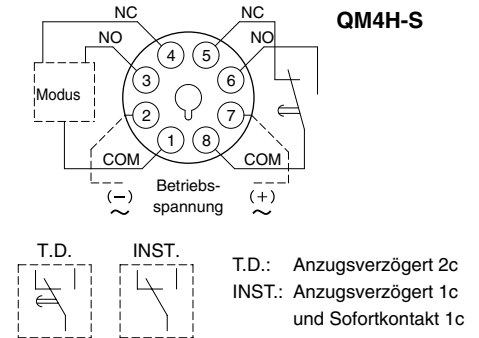 QM4H-S
NC
NC
NO
NO
4
5
3
6
Modus
2
7
1
8
COM
COM
(−)
Betriebs-
spannung
(+)
∼
∼
T.D.
INST.
T.D.: Anzugsverzögert 2c
INST.: Anzugsverzögert 1c
und Sofortkontakt 1c